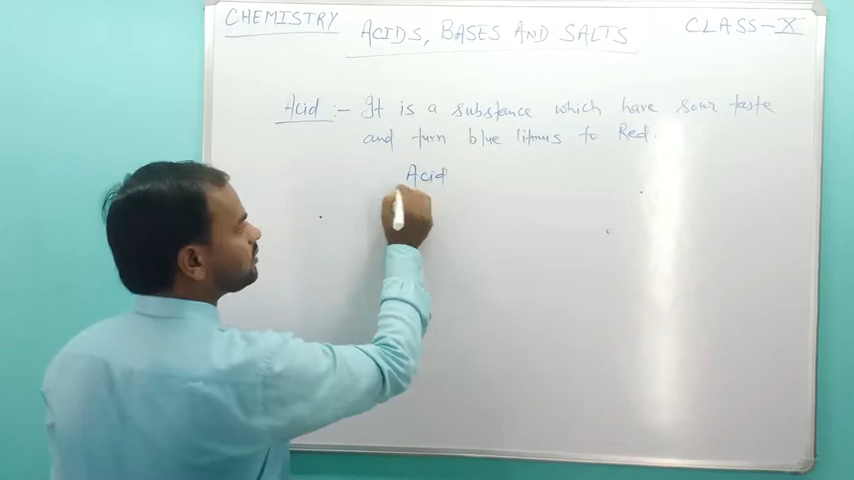 CHEMISTRY
ACIDS, BASES AND SALTS
CLASS-X
Acid :- It is a substance which have sour taste
and turn blue litmus to Red.
Acid